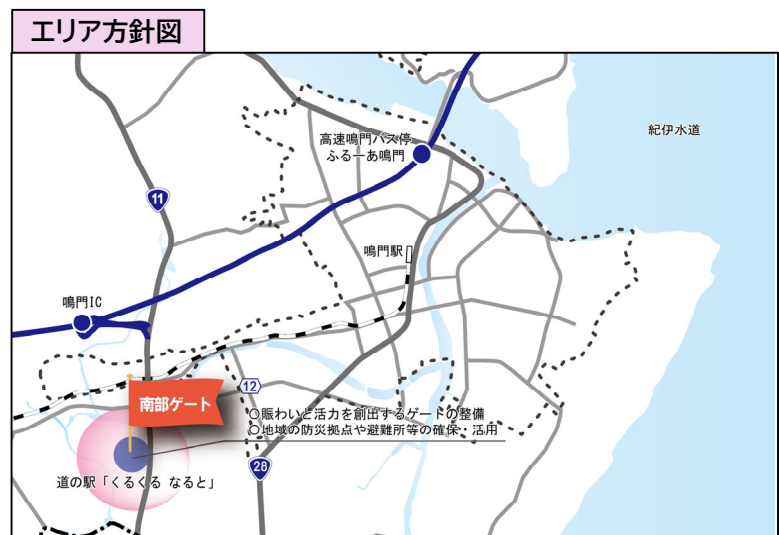 エリア方針図
紀伊水道
高速鳴門バス停
ふるーあ鳴門
11
鳴門駅
鳴門IC
12
南部ゲート
○賑わいと活力を創出するゲートの整備
○地域の防災拠点や避難所等の確保・活用
28
道の駅「くるくる なると」